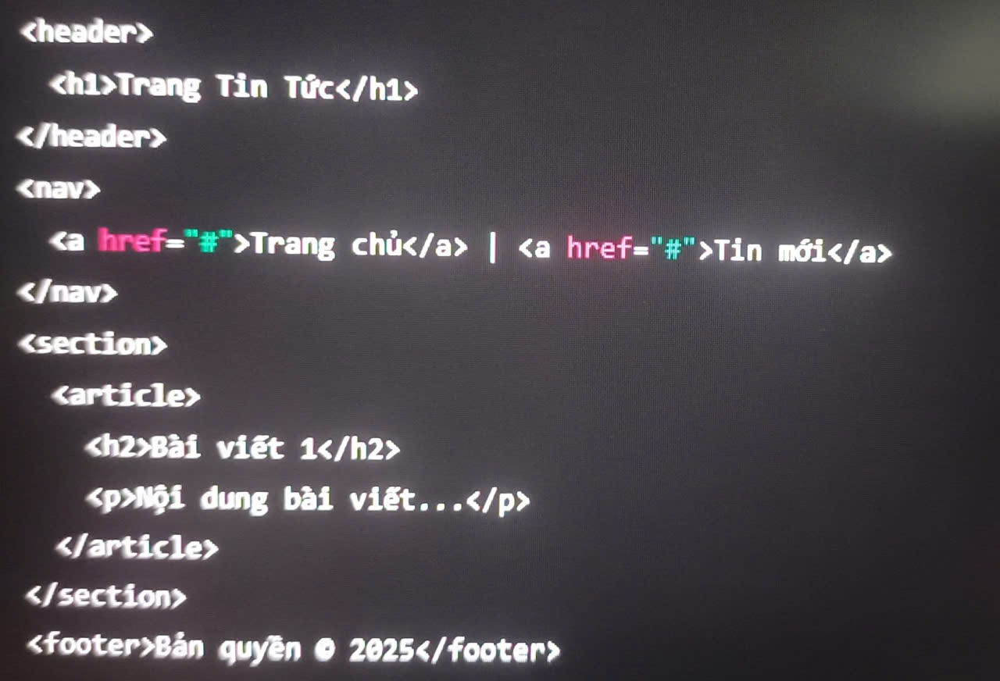 <header>
<h1>Trang Tin Tức</h1>
</header>
<nav>
<a href="#">Trang chủ</a> | <a href="#">Tin mới</a>
</nav>
<section>
<article>
<h2>Bài viết 1</h2>
<p>Nội dung bài viết...</p>
</article>
</section>
<footer>Bản quyền © 2025</footer>